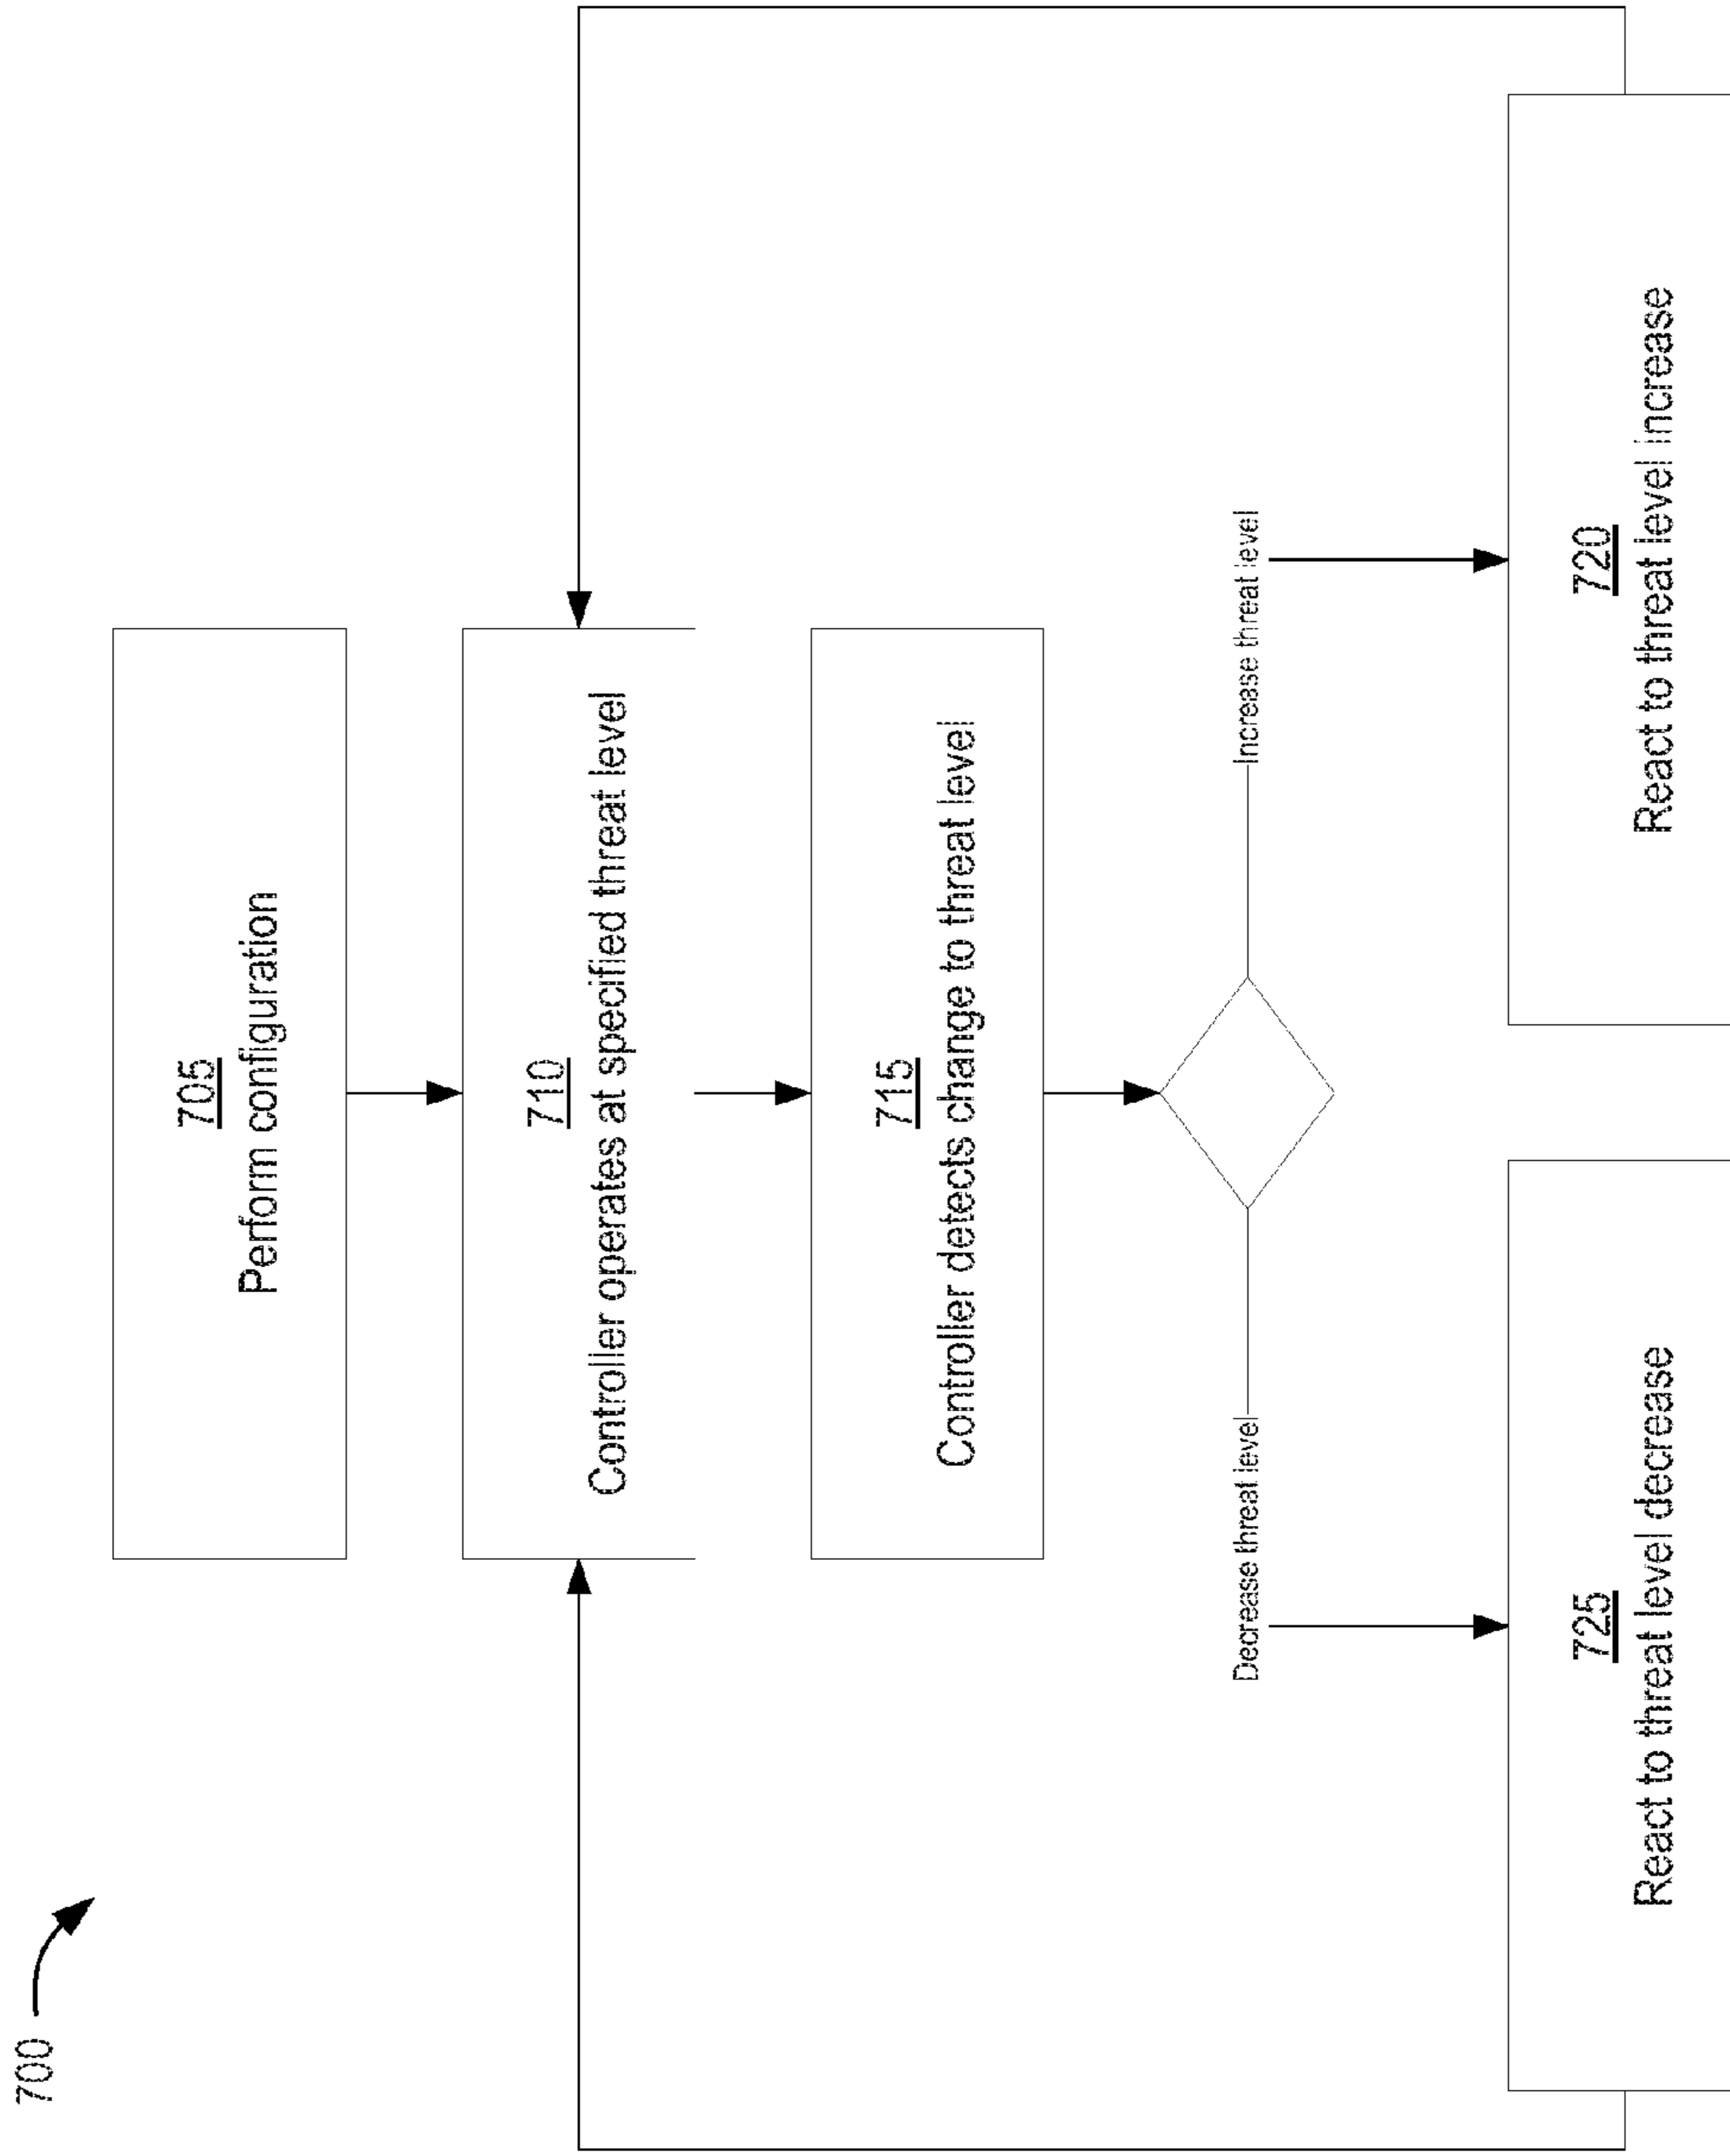 700
705
Perform configuration
710
Controller operates at specified threat level
715
Controller detects change to threat level
Decrease threat level
Increase threat level
725
React to threat level decrease
720
React to threat level increase